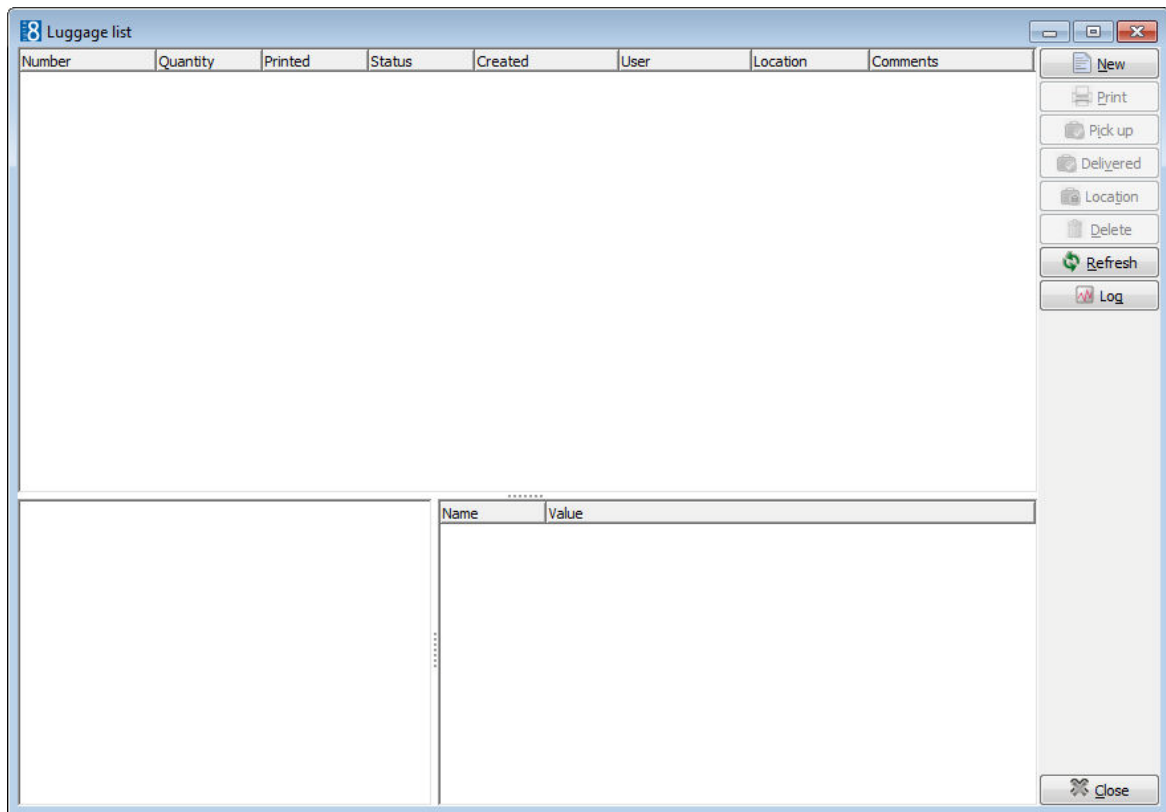 8 Luggage list
Number Quantity Printed Status Created User Location Comments
New
Print
Pick up
Delivered
Location
Delete
Refresh
Log
Name Value
Close